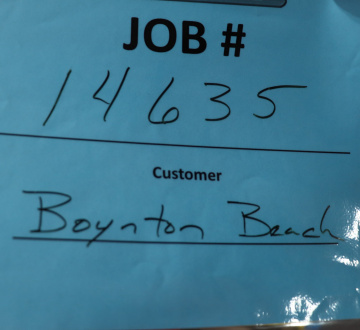 JOB #
14635
Customer
Boynton Beach